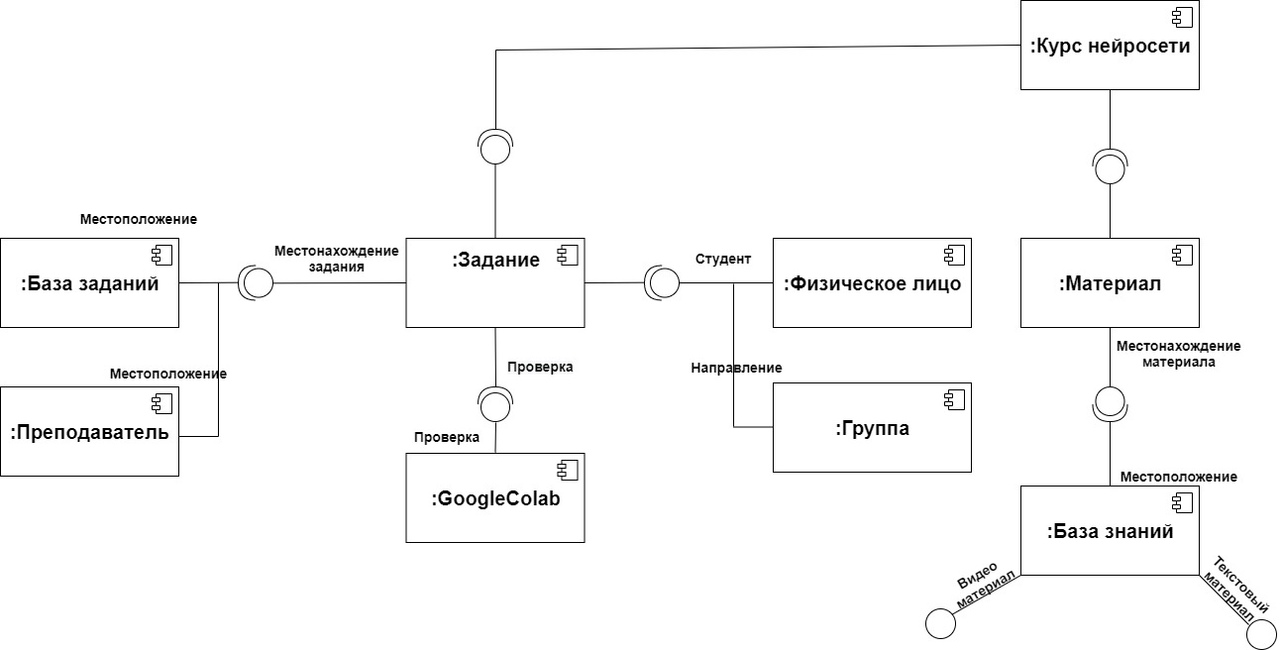 :Курс нейросети
Местоположение
:База заданий
Местонахождение
задания
:Задание
Студент
:Физическое лицо
:Материал
Местоположение
:Преподаватель
Проверка
Проверка
:GoogleColab
Направление
:Группа
Местонахождение
материала
Местоположение
:База знаний
Видео
материал
Текстовый
материал